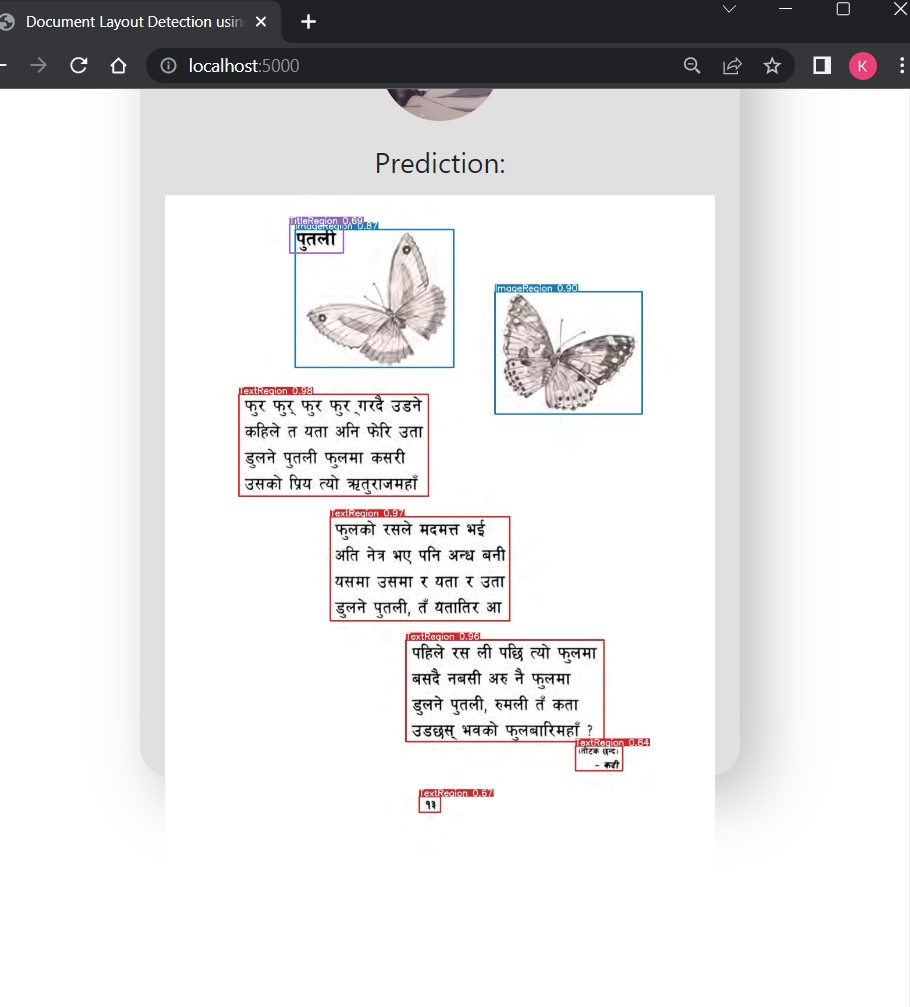 Document Layout Detection usin
localhost:5000
K
Prediction:
TitleRegion 0.69
ImageRegion 0.87
पुतली
ImageRegion 0.90
TextRegion 0.98
फुर फुर् फुर फुर् गरदै उडने
कहिले त यता अनि फेरि उता
डुलने पुतली फुलमा कसरी
उसको प्रिय त्यो ऋतुराजमहाँ
TextRegion 0.97
फुलको रसले मदमत्त भई
अति नेत्र भए पनि अन्ध बनी
यसमा उसमा र यता र उता
डुलने पुतली, तँ यतातिर आ
TextRegion 0.96
पहिले रस ली पछि त्यो फुलमा
बसदै नबसी अरु नै फुलमा
डुलने पुतली, रुमली तँ कता
उडछस् भवको फुलबारिमहाँ ?
TextRegion 0.84
(तोटक छन्द)
TextRegion 0.67
१३